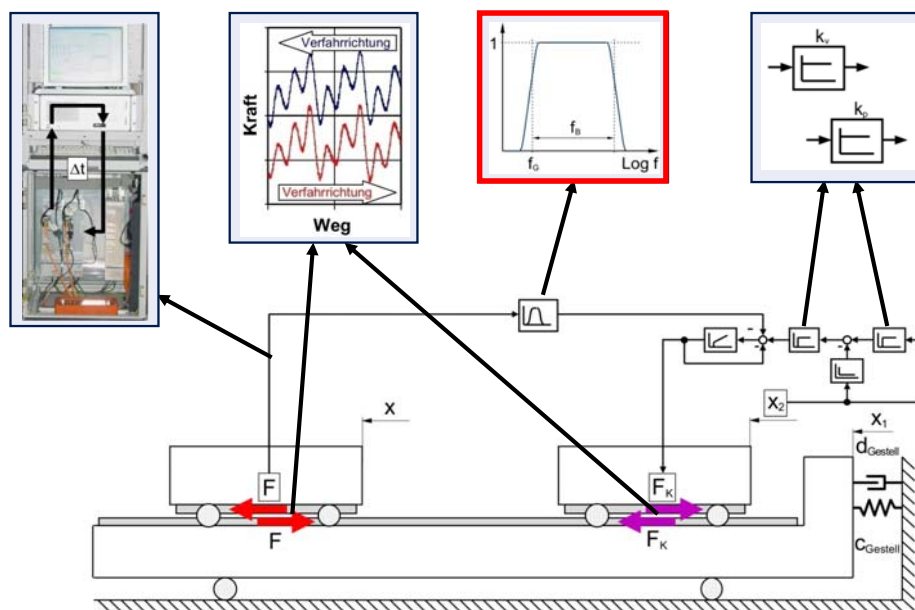 Δt
Verfahrrichtung
Kraft
Verfahrrichtung
Weg
1
f_B
f_G
Log f
k_v
k_p
-
-
-
x
x_2
x_1
d_Gestell
F
F_K
F
F_K
c_Gestell